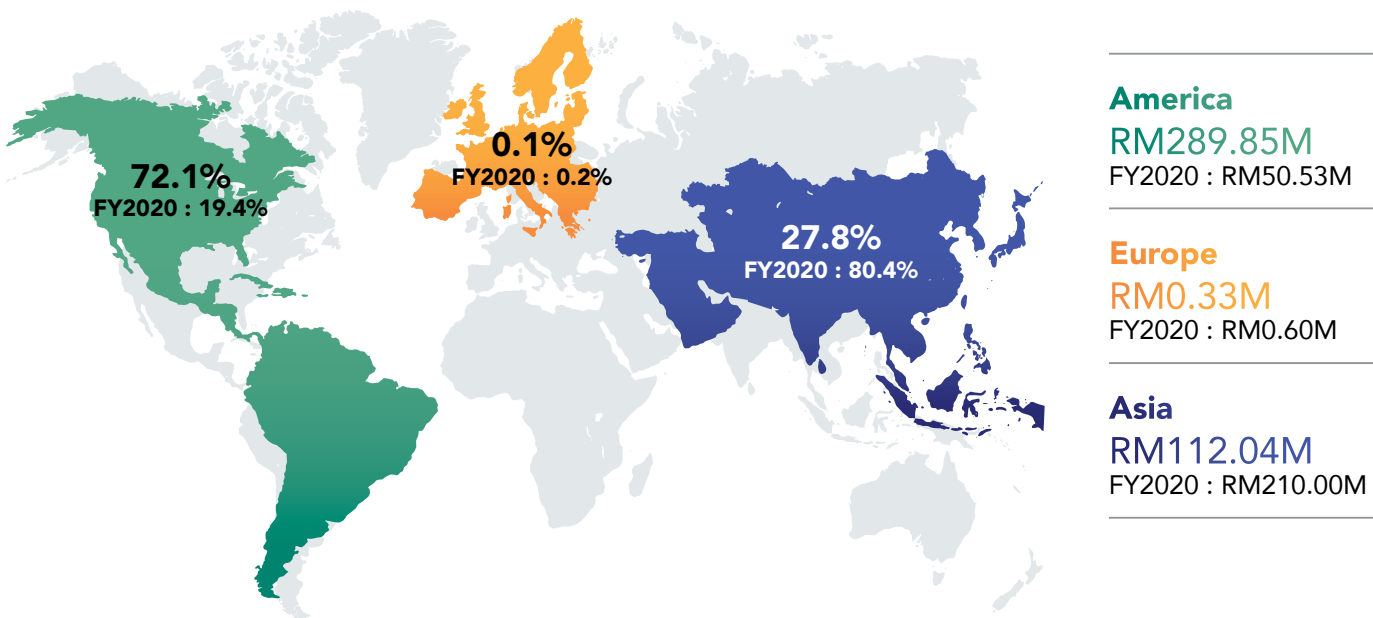 72.1%
FY2020 : 19.4%
0.1%
FY2020 : 0.2%
27.8%
FY2020 : 80.4%
America
RM289.85M
FY2020 : RM50.53M
Europe
RM0.33M
FY2020 : RM0.60M
Asia
RM112.04M
FY2020 : RM210.00M